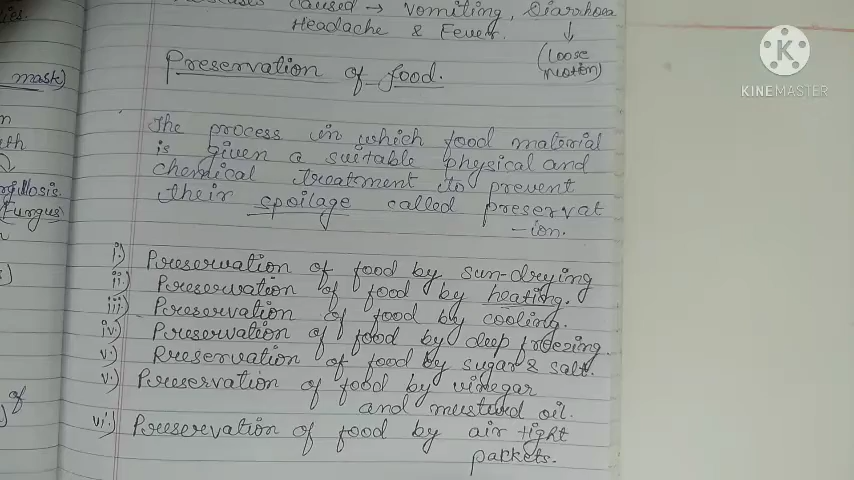 ies.
caused → vomiting, Diarrhoea
Headache & Fever.
(Loose
motion)
mask)
Preservation of food.
K
KINEMASTER
The process in which food material
is given a suitable physical and
chemical treatment to prevent
their spoilage called preservat
-ion.
(Fungus)
i.) Preservation of food by sun-drying
ii.) Preservation of food by heating.
iii.) Preservation of food by cooling.
iv.) Preservation of food by deep freezing.
v.) Preservation of food by sugar & salt.
v.) Preservation of food by vinegar
and mustard oil.
of
vi.) Preservation of food by air tight
packets.